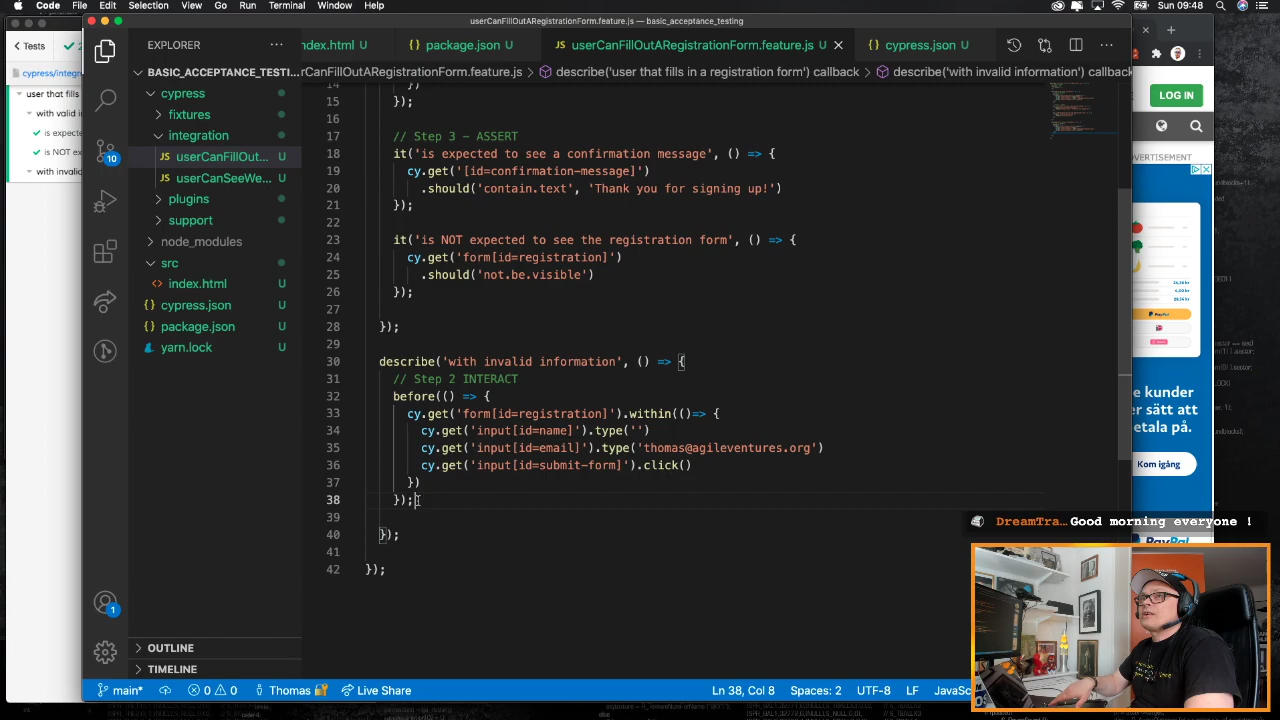 Code File Edit Selection View Go Run Terminal Window Help
Sun 09:48
userCanFillOutARegistrationForm.feature.js — basic_acceptance_testing
Tests
2
cypress/integr
user that fills
with valid i
is expecte
is NOT ex
with invalid
EXPLORER
BASIC_ACCEPTANCE_TESTI...
cypress
fixtures
integration
JS userCanFillOut... U
JS userCanSeeWe... U
plugins
support
node_modules
src
index.html U
cypress.json U
package.json U
yarn.lock U
OUTLINE
TIMELINE
10
1
ndex.html U
package.json U
JS userCanFillOutARegistrationForm.feature.js U
cypress.json U
rCanFillOutARegistrationForm.feature.js > describe('user that fills in a registration form') callback > describe('with invalid information') callback
14 })
15 });
16
17 // Step 3 - ASSERT
18 it('is expected to see a confirmation message', () => {
19 cy.get('[id=confirmation-message]')
20 .should('contain.text', 'Thank you for signing up!')
21 });
22
23 it('is NOT expected to see the registration form', () => {
24 cy.get('form[id=registration]')
25 .should('not.be.visible')
26 });
27
28 });
29
30 describe('with invalid information', () => {
31 // Step 2 INTERACT
32 before(() => {
33 cy.get('form[id=registration]').within(()=> {
34 cy.get('input[id=name]').type('')
35 cy.get('input[id=email]').type('thomas@agileventures.org')
36 cy.get('input[id=submit-form]').click()
37 })
38 });
39
40 });
41
42 });
LOG IN
VERTISEMENT
e kunder
er sätt att
etala på.
Kom igång
PayPal
DreamTra… Good morning everyone !
main* 0 0 Thomas Live Share
Ln 38, Col 8 Spaces: 2 UTF-8 LF JavaSc